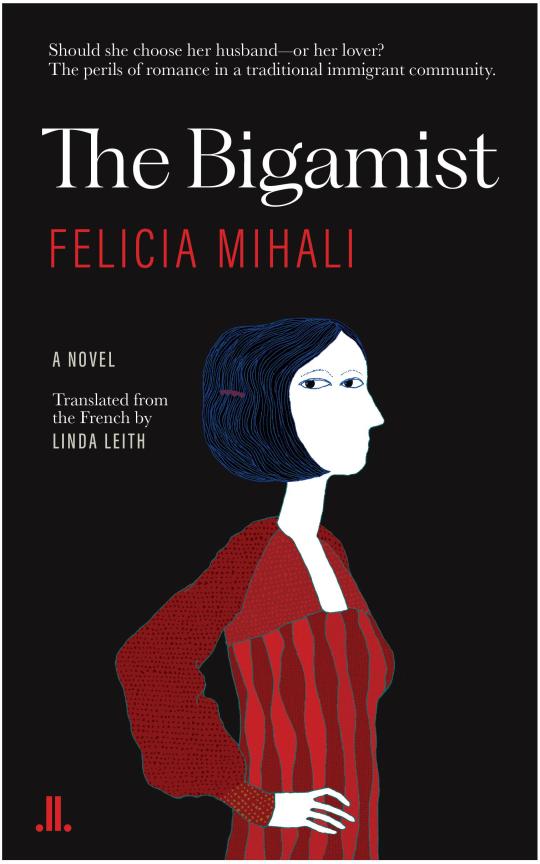 Should she choose her husband—or her lover?
The perils of romance in a traditional immigrant community.
The Bigamist
FELICIA MIHALI
A NOVEL
Translated from
the French by
LINDA LEITH
.ll.